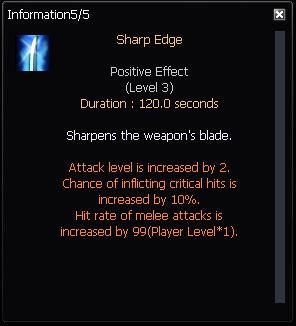 Information5/5
Sharp Edge
Positive Effect
(Level 3)
Duration : 120.0 seconds
Sharpens the weapon's blade.
Attack level is increased by 2.
Chance of inflicting critical hits is
increased by 10%.
Hit rate of melee attacks is
increased by 99(Player Level*1).